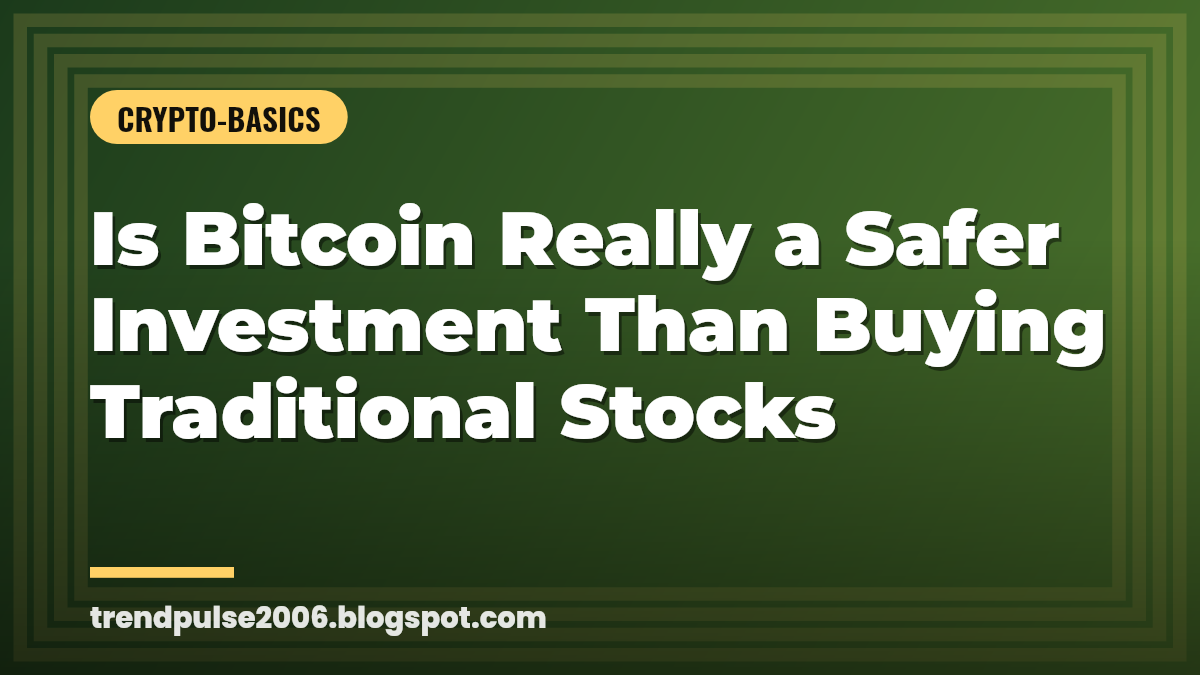 CRYPTO-BASICS
Is Bitcoin Really a Safer
Investment Than Buying
Traditional Stocks
trendpulse2006.blogspot.com